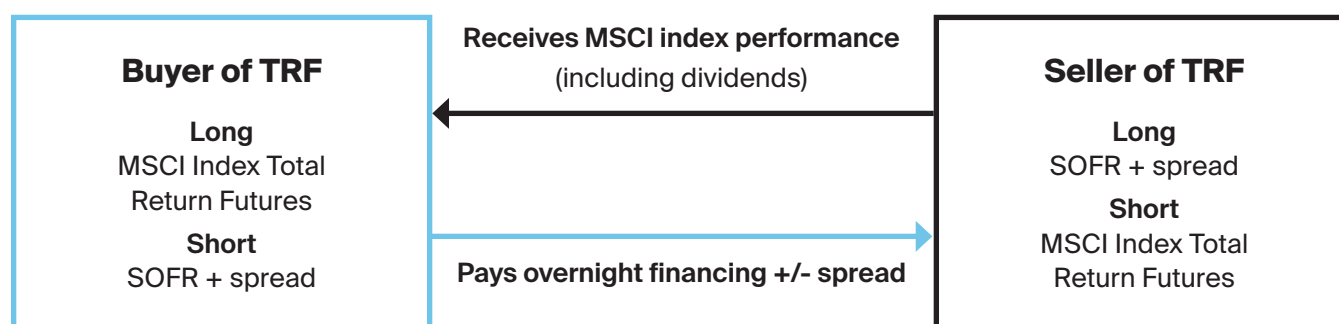 Buyer of TRF
Long
MSCI Index Total
Return Futures
Short
SOFR + spread
Receives MSCI index performance
(including dividends)
Pays overnight financing +/- spread
Seller of TRF
Long
SOFR + spread
Short
MSCI Index Total
Return Futures